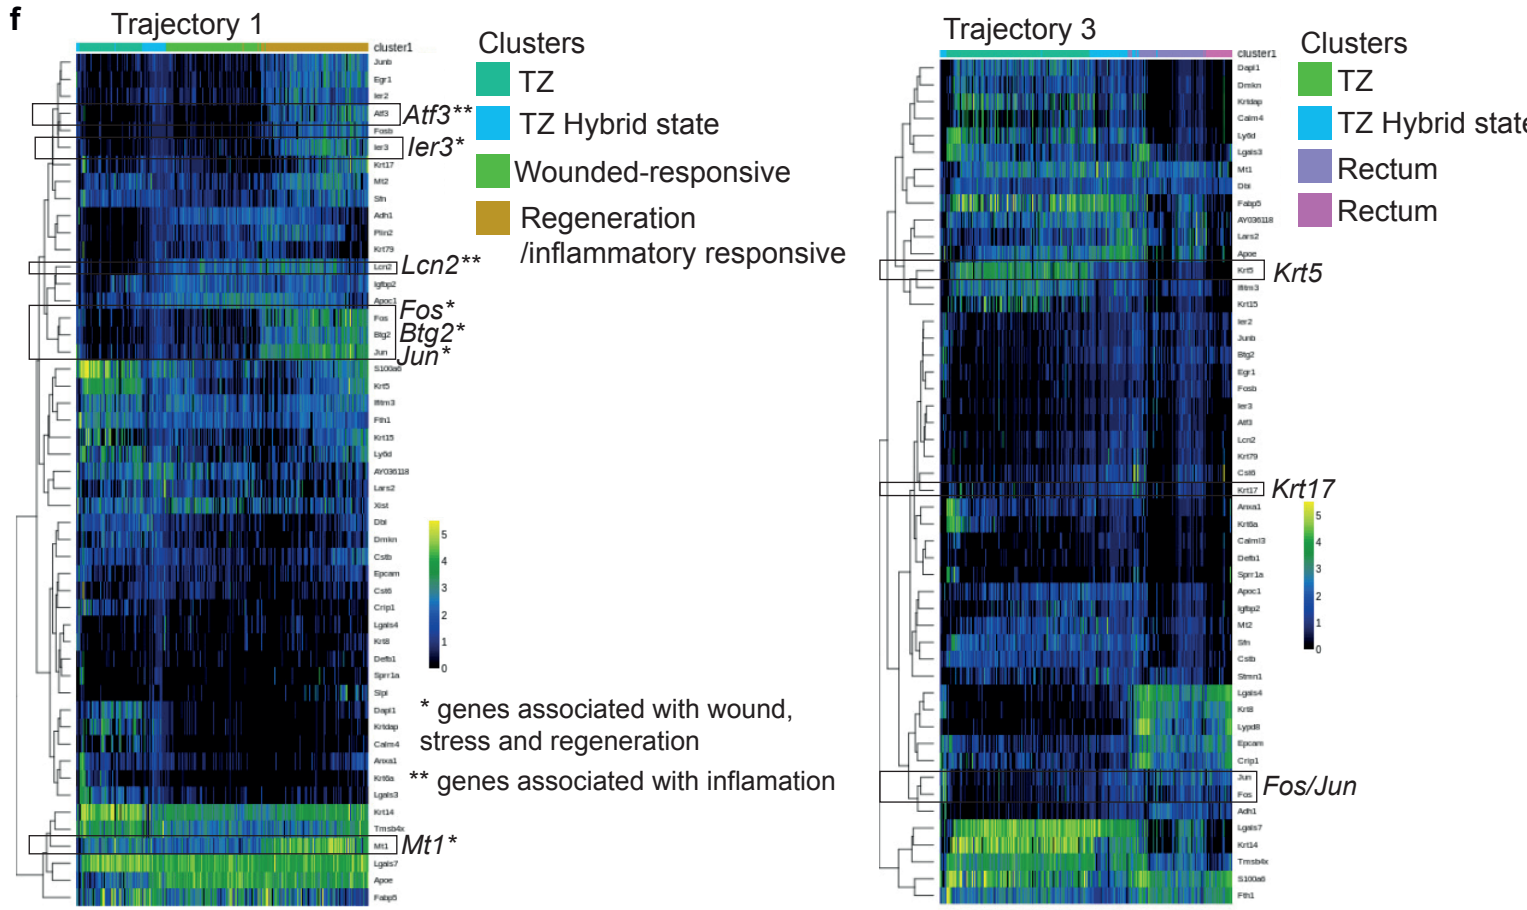 f
Trajectory 1
cluster1
Junb
Egr1
Ier2
Atf3
Fosb
Ier3
Krt17
Mt2
Sfn
Adh1
Plin2
Krt79
Lcn2
Igfbp2
Apoc1
Fos
Btg2
Jun
S100a6
Krt5
Ifitm3
Fth1
Krt15
Ly6d
AY036118
Lars2
Xist
Dbi
Dmkn
Cstb
Epcam
Cst6
Crip1
Lgals4
Krt8
Defb1
Sprr1a
Slpi
Dapl1
Krtdap
Calm4
Anxa1
Krt6a
Lgals3
Krt14
Tmsb4x
Mt1
Lgals7
Apoe
Fabp5
Atf3**
Ier3*
Lcn2**
Fos*
Btg2*
Jun*
Mt1*
Clusters
TZ
TZ Hybrid state
Wounded-responsive
Regeneration
/inflammatory responsive
5
4
3
2
1
0
* genes associated with wound,
stress and regeneration
** genes associated with inflamation
Trajectory 3
cluster1
Dapl1
Dmkn
Krtdap
Calm4
Ly6d
Lgals3
Mt1
Dbi
Fabp5
AY036118
Lars2
Apoe
Krt5
Ifitm3
Krt15
Ier2
Junb
Btg2
Egr1
Fosb
Ier3
Atf3
Lcn2
Krt79
Cst6
Krt17
Anxa1
Krt6a
Calml3
Defb1
Sprr1a
Apoc1
Igfbp2
Mt2
Sfn
Cstb
Stmn1
Lgals4
Krt8
Lypd8
Epcam
Crip1
Jun
Fos
Adh1
Lgals7
Krt14
Tmsb4x
S100a6
Fth1
Krt5
Krt17
Fos/Jun
Clusters
TZ
TZ Hybrid state
Rectum
Rectum
5
4
3
2
1
0